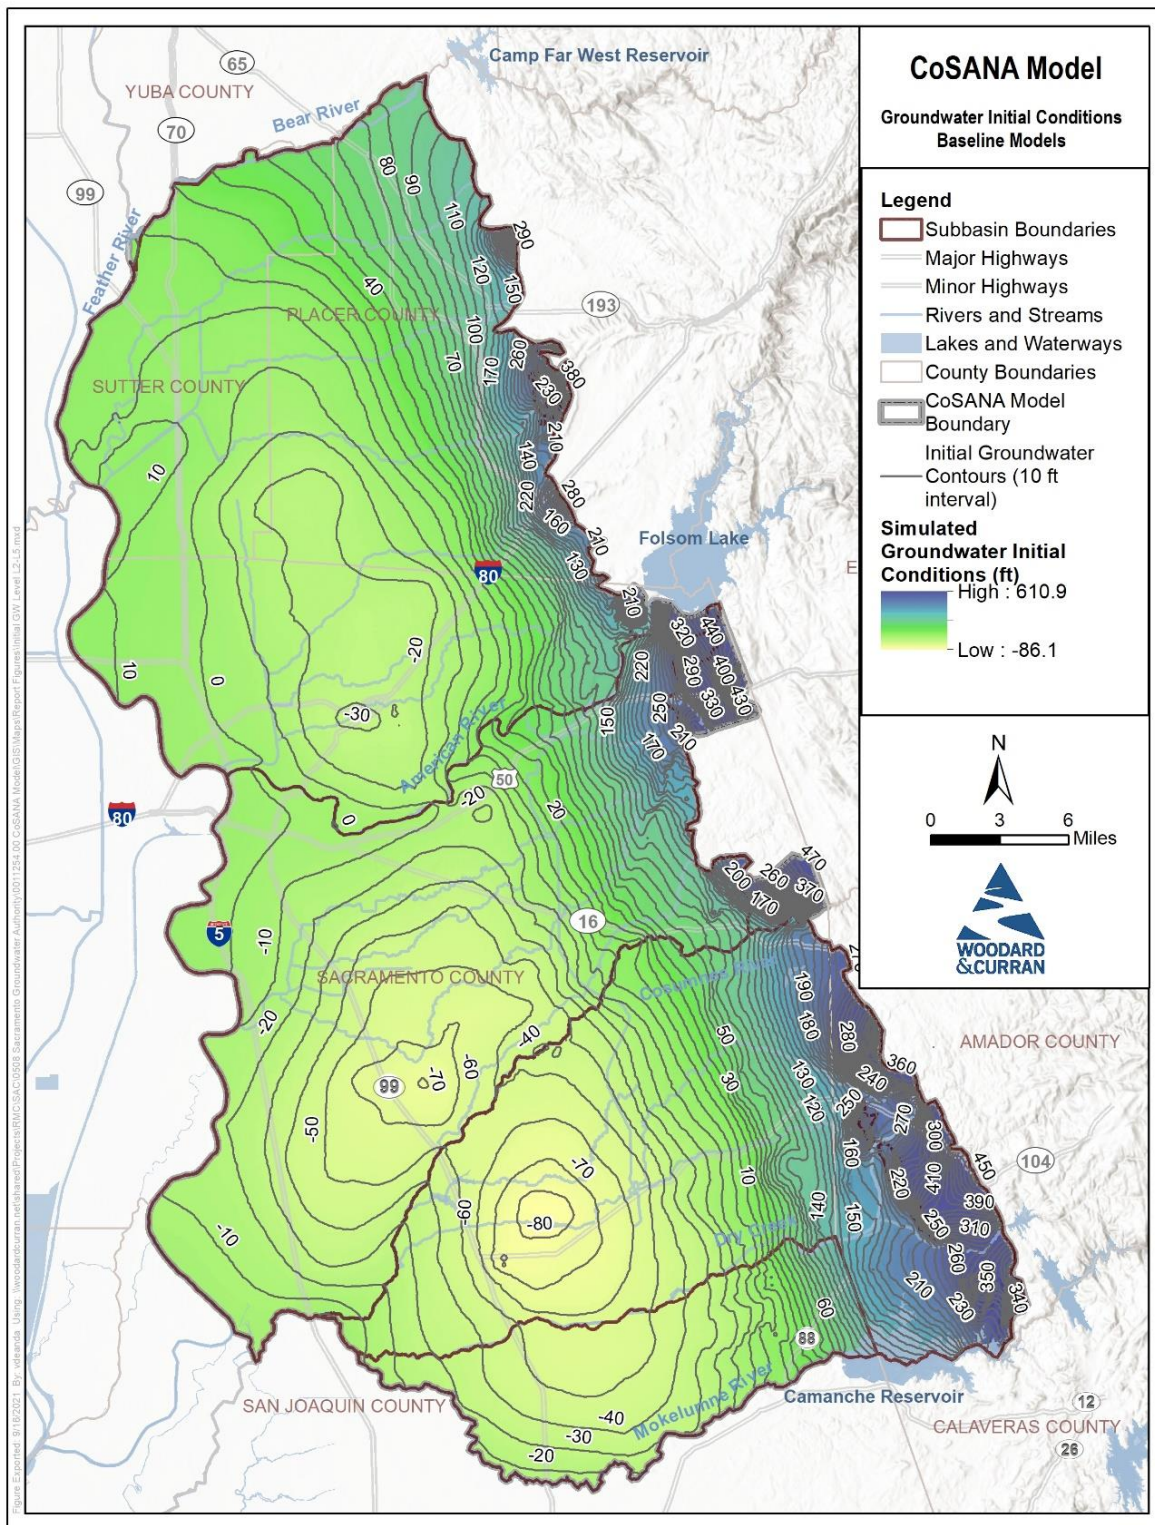 CoSANA Model
Groundwater Initial Conditions
Baseline Models
Legend
Subbasin Boundaries
Major Highways
Minor Highways
Rivers and Streams
Lakes and Waterways
County Boundaries
CoSANA Model
Boundary
Initial Groundwater
Contours (10 ft
interval)
Simulated
Groundwater Initial
Conditions (ft)
High : 610.9
Low : -86.1
N
0 3 6
Miles
WOODARD
&CURRAN
Camp Far West Reservoir
65
YUBA COUNTY
Bear River
70
99
80
90
110
290
Feather River
120
150
40
193
PLACER COUNTY
100
260
380
70
170
230
SUTTER COUNTY
210
140
10
220
280
160
210
Folsom Lake
130
E
80
210
320
440
-20
220
290
400
10
0
250
330
430
-30
150
American River
170
210
50
-20
20
80
0
470
200
260
370
170
16
5
-10
SACRAMENTO COUNTY
Cosumnes River
190
-20
180
280
-40
50
AMADOR COUNTY
360
-60
-70
130
240
99
30
120
250
270
-50
300
160
450
104
-70
10
220
410
-60
390
-80
140
150
250
310
-10
Dry Creek
260
350
210
230
340
60
88
Camanche Reservoir
SAN JOAQUIN COUNTY
Mokelumne River
12
-40
-30
CALAVERAS COUNTY
-20
26